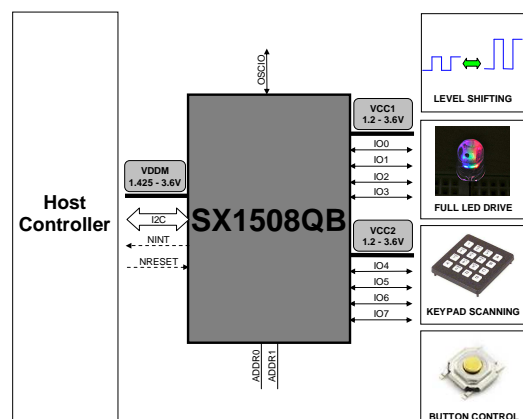 OSCIO
VCC1
1.2 - 3.6V
IO0
IO1
IO2
IO3
VDDM
1.425 - 3.6V
Host
Controller
I2C
NINT
NRESET
SX1508QB
VCC2
1.2 - 3.6V
IO4
IO5
IO6
IO7
ADDR0
ADDR1
LEVEL SHIFTING
FULL LED DRIVE
KEYPAD SCANNING
BUTTON CONTROL